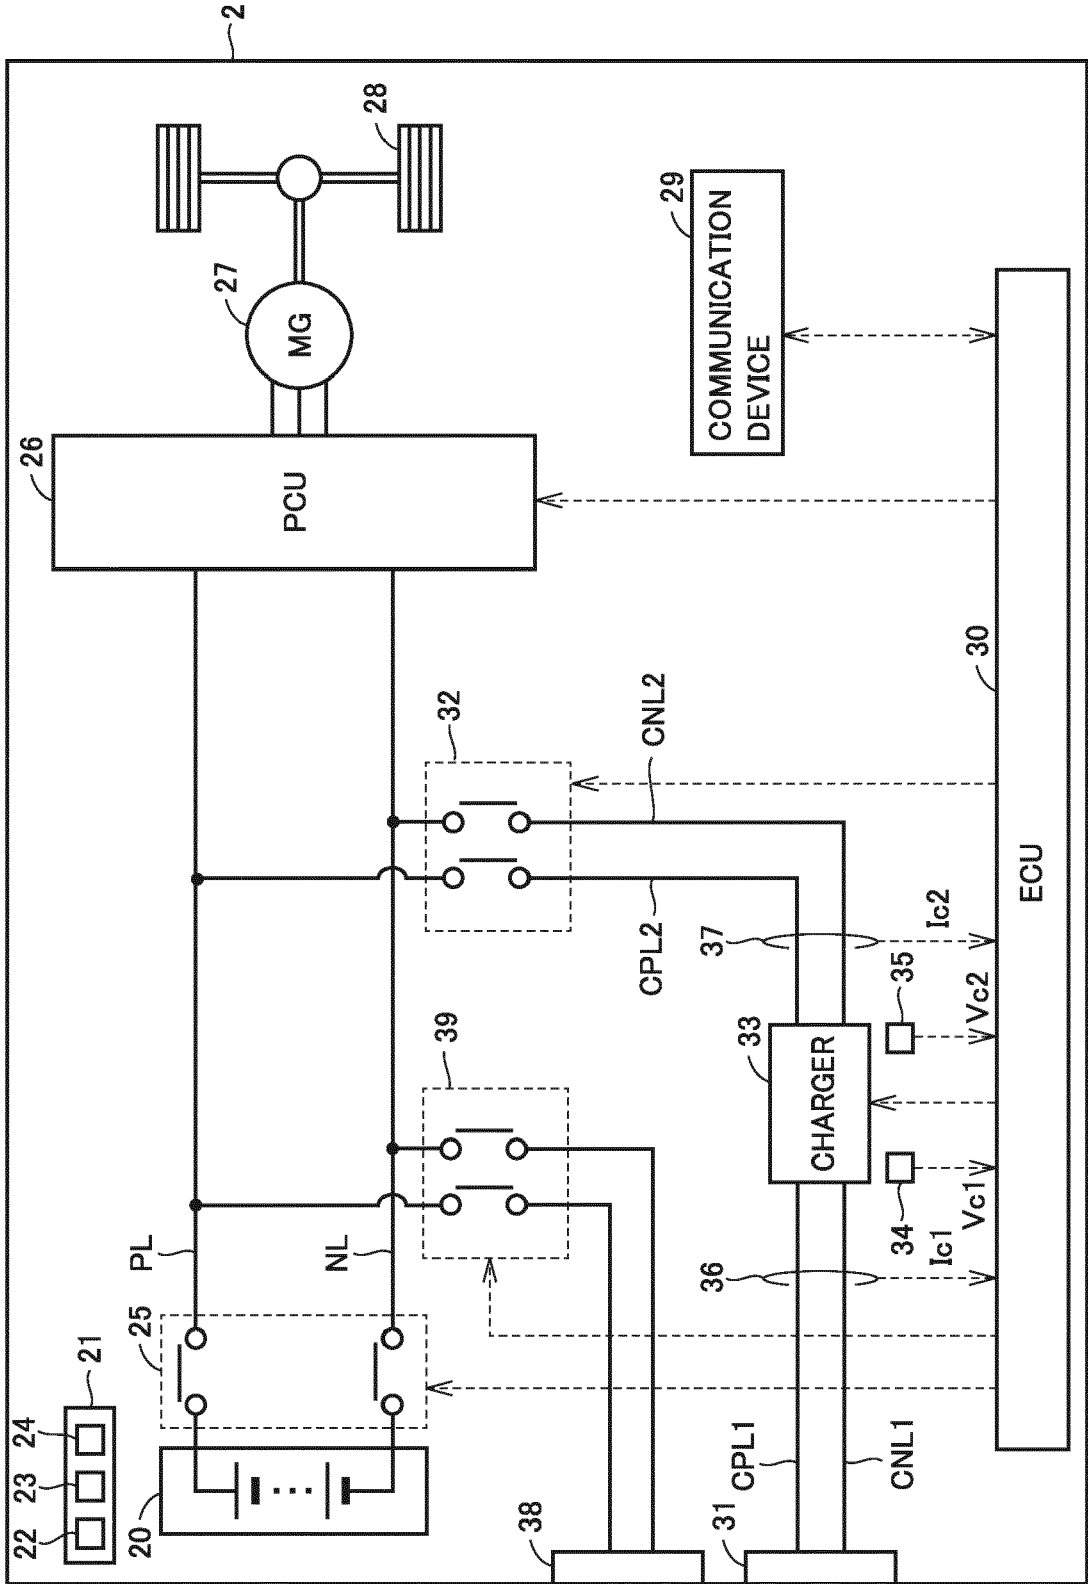 2
21
22
23
24
20
25
PL
NL
26
PCU
27
MG
28
39
32
CNL2
CPL2
29
COMMUNICATION
DEVICE
38
31
CPL1
CNL1
36
Ic1
34
Vc1
33
CHARGER
35
Vc2
37
Ic2
30
ECU